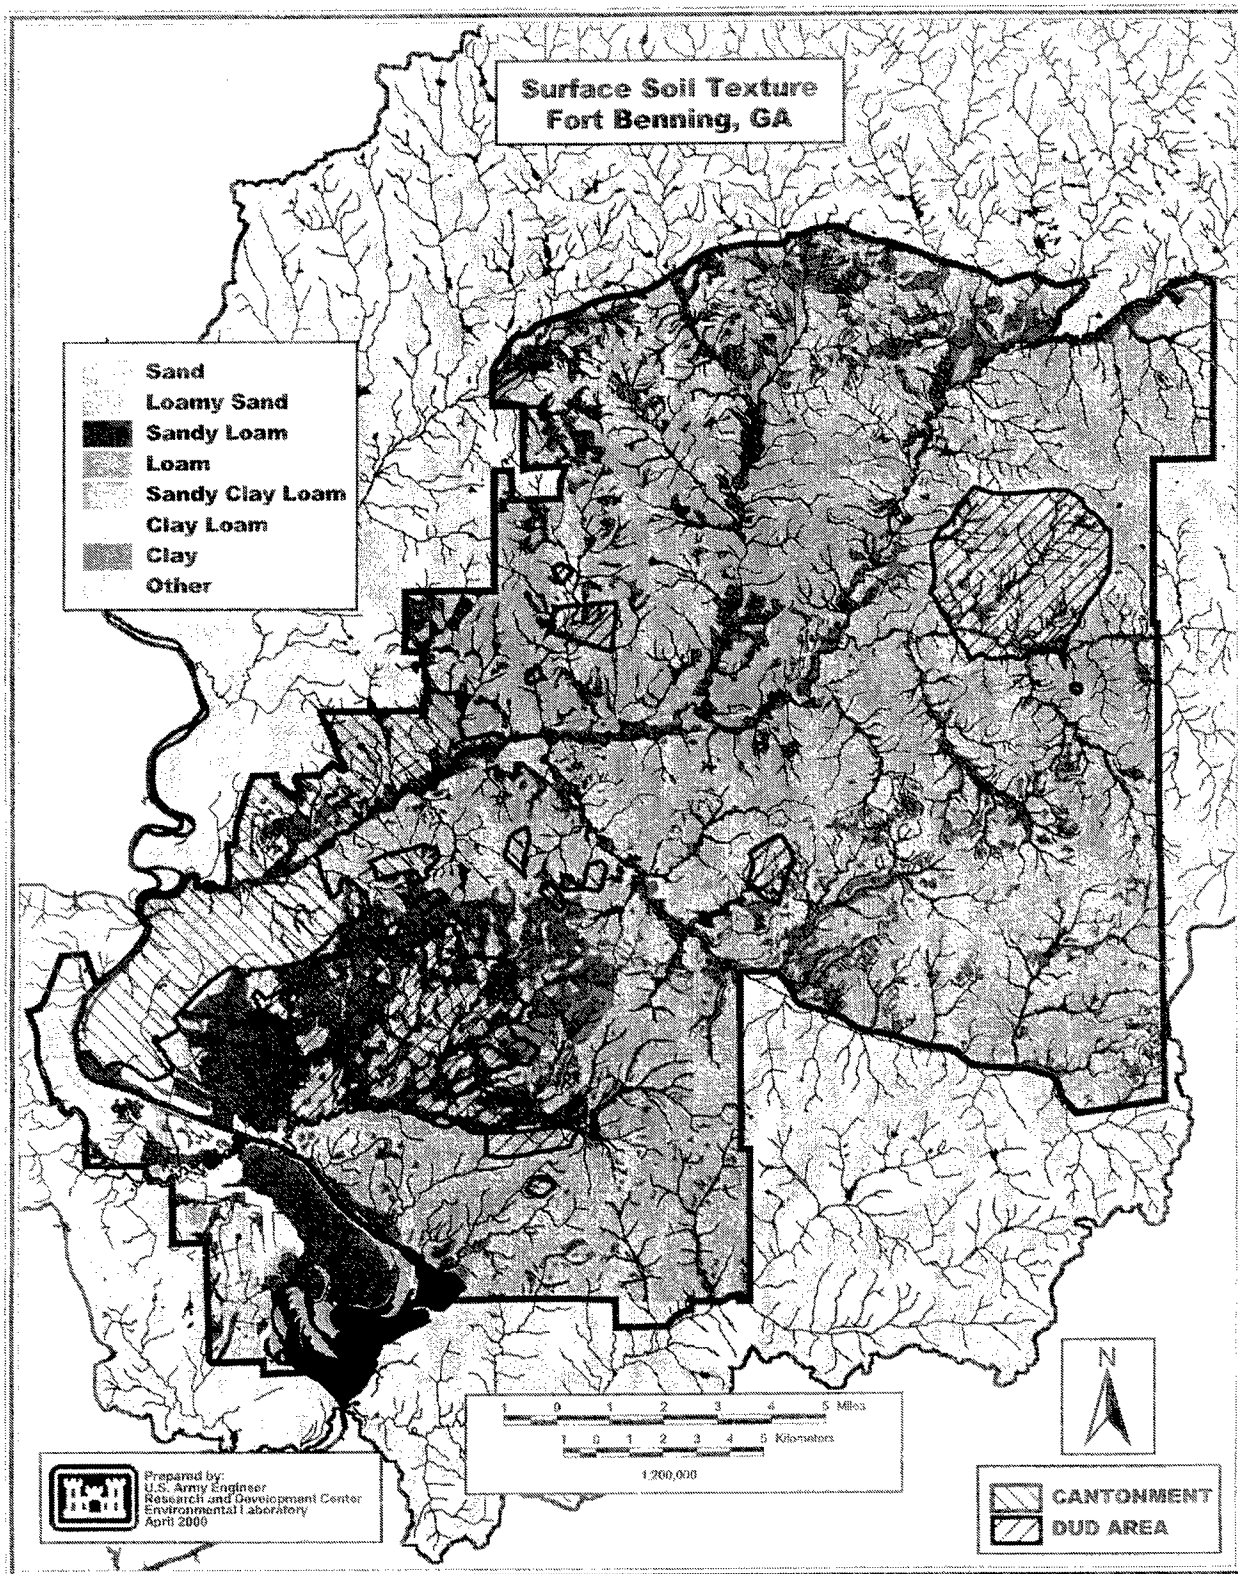 Surface Soil Texture
Fort Benning, GA
Sand
Loamy Sand
Sandy Loam
Loam
Sandy Clay Loam
Clay Loam
Clay
Other
1 0 1 2 3 4 5 Miles
1 0 1 2 3 4 5 Kilometers
1:200,000
N
Prepared by:
U.S. Army Engineer
Research and Development Center
Environmental Laboratory
April 2000
CANTONMENT
DUD AREA